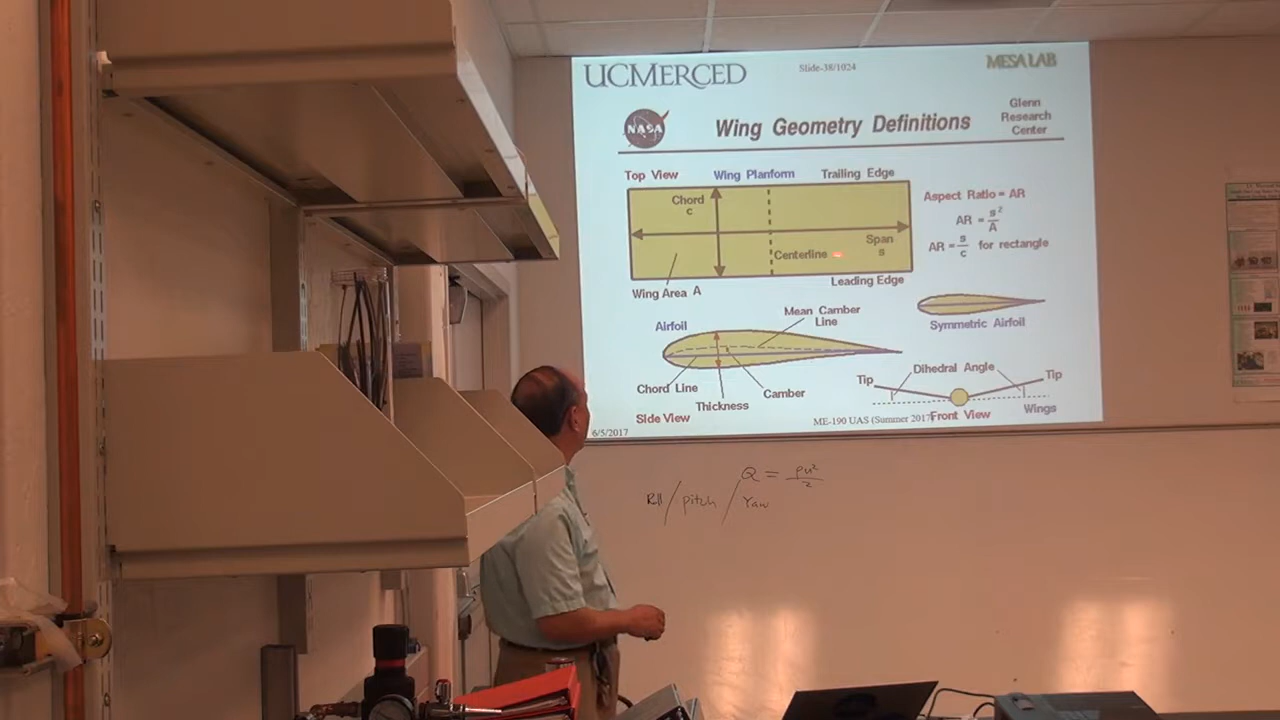 UCMERCED
Slide-38/1024
MESA LAB
NASA
Wing Geometry Definitions
Glenn
Research
Center
Top View
Wing Planform
Trailing Edge
Chord
c
Span
s
Centerline
Wing Area A
Leading Edge
Aspect Ratio = AR
AR = s²/A
AR = s/c for rectangle
Airfoil
Mean Camber
Line
Chord Line
Thickness
Camber
Side View
Symmetric Airfoil
Tip
Dihedral Angle
Tip
Front View
Wings
6/5/2017
ME-190 UAS (Summer 2017
Q = ρu²/2
Roll / pitch / Yaw